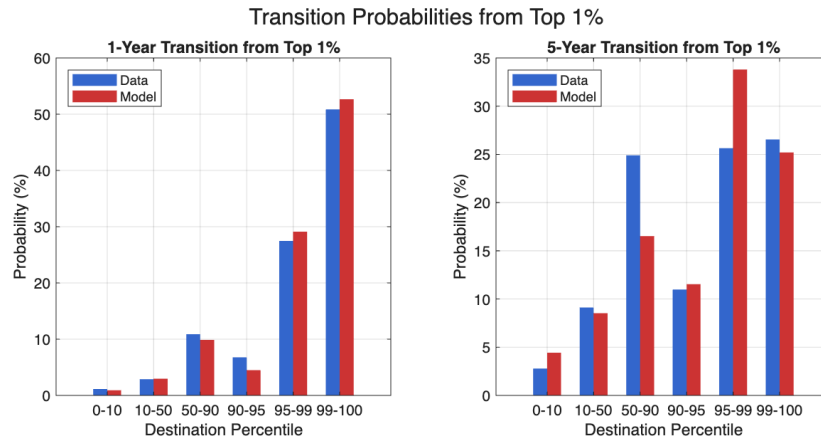 Transition Probabilities from Top 1%
1-Year Transition from Top 1%
60
50
40
30
20
10
0
Probability (%)
Data
Model
0-10 10-50 50-90 90-95 95-99 99-100
Destination Percentile
5-Year Transition from Top 1%
35
30
25
20
15
10
5
0
Probability (%)
Data
Model
0-10 10-50 50-90 90-95 95-99 99-100
Destination Percentile